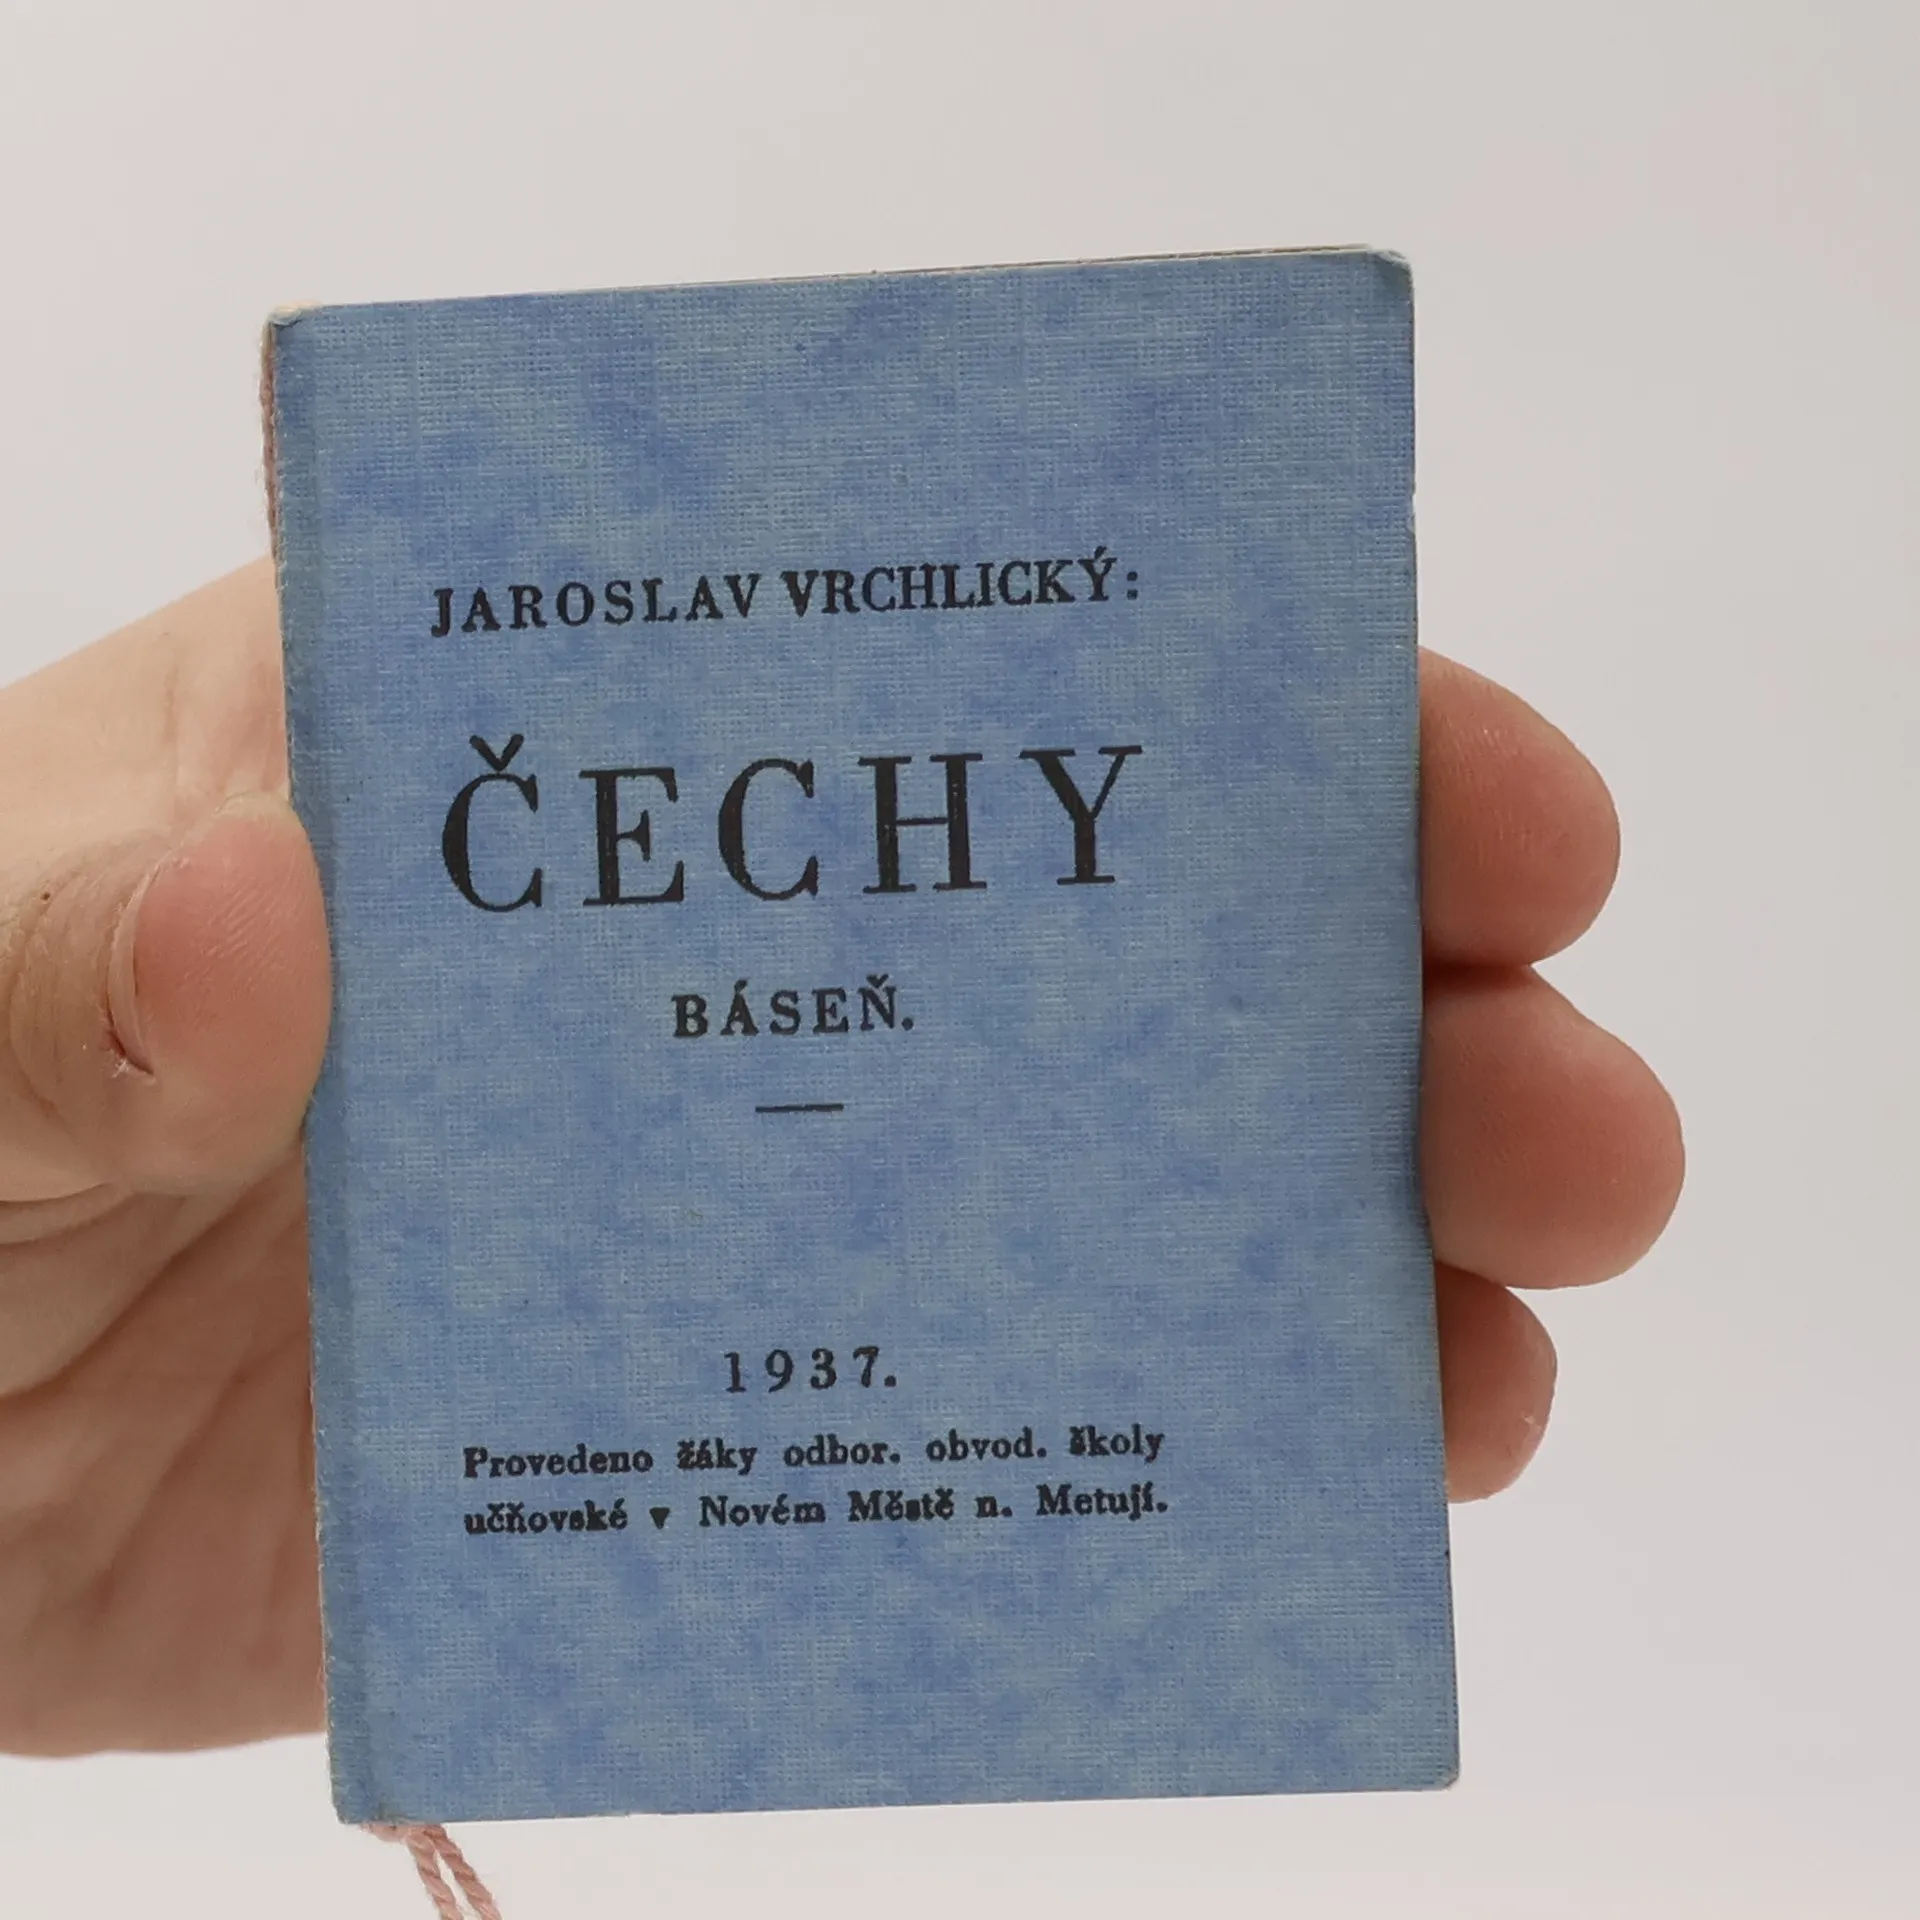 JAROSLAV VRCHLICKÝ:
ČECHY
BÁSEŇ.
1937.
Provedeno žáky odbor. obvod. školy
učňovské v Novém Městě n. Metují.